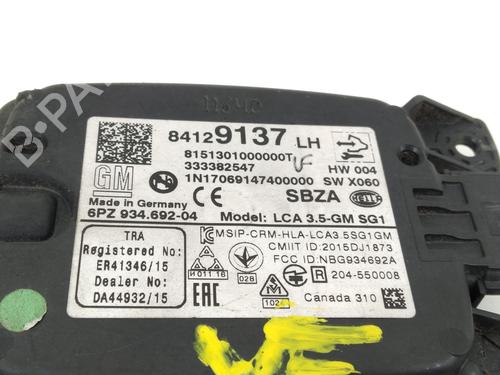 B-PARTS
84129137 LH
8151301000000T
333382547
1N17069147400000
HW 004
SW X060
GM
Made in Germany
SBZA
HELLA
6PZ 934.692-04
Model: LCA 3.5-GM SG1
TRA
Registered No:
ER41346/15
Dealer No:
DA44932/15
MSIP-CRM-HLA-LCA3.5SG1GM
CMIIT ID:2015DJ1873
FCC ID:NBG934692A
R 204-550008
028
Canada 310
EAC